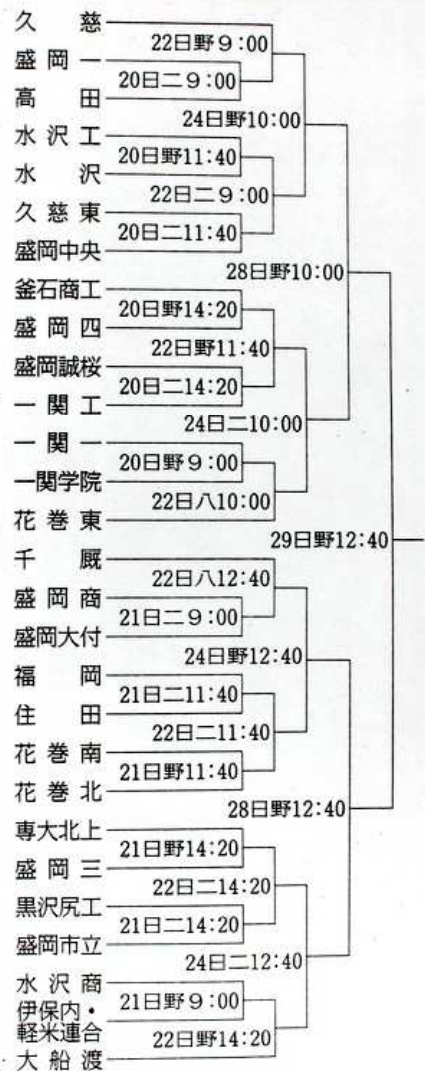 久慈
22日野9:00
盛岡一
20日二9:00
高田
24日野10:00
水沢工
20日野11:40
水沢
22日二9:00
久慈東
20日二11:40
盛岡中央
28日野10:00
釜石商工
20日野14:20
盛岡四
22日野11:40
盛岡誠桜
20日二14:20
一関工
24日二10:00
一関一
20日野9:00
一関学院
22日八10:00
花巻東
29日野12:40
千厩
22日八12:40
盛岡商
21日二9:00
盛岡大付
24日野12:40
福岡
21日二11:40
住田
22日二11:40
花巻南
21日野11:40
花巻北
28日野12:40
専大北上
21日野14:20
盛岡三
22日二14:20
黒沢尻工
21日二14:20
盛岡市立
24日二12:40
水沢商
21日野9:00
伊保内・
軽米連合
22日野14:20
大船渡